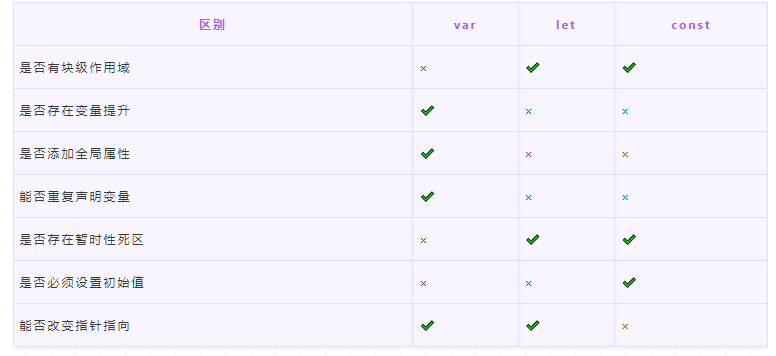 区别 var let const
是否有块级作用域 × ✔ ✔
是否存在变量提升 ✔ × ×
是否添加全局属性 ✔ × ×
能否重复声明变量 ✔ × ×
是否存在暂时性死区 × ✔ ✔
是否必须设置初始值 × × ✔
能否改变指针指向 ✔ ✔ ×